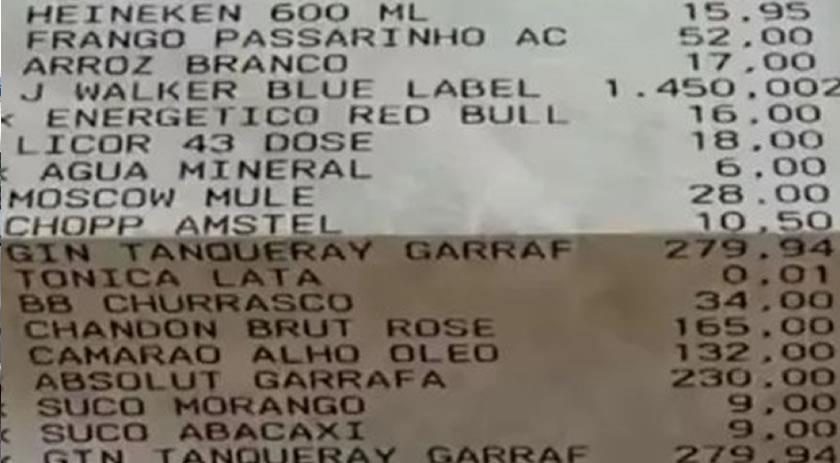 HEINEKEN 600 ML 15.95
FRANGO PASSARINHO AC 52,00
ARROZ BRANCO 17,00
J WALKER BLUE LABEL 1.450,002
ENERGETICO RED BULL 16,00
LICOR 43 DOSE 18,00
AGUA MINERAL 6,00
MOSCOW MULE 28.00
CHOPP AMSTEL 10,50
GIN TANQUERAY GARRAF 279,94
TONICA LATA 0,01
BB CHURRASCO 34,00
CHANDON BRUT ROSE 165,00
CAMARAO ALHO OLEO 132,00
ABSOLUT GARRAFA 230,00
SUCO MORANGO 9,00
SUCO ABACAXI 9,00
GIN TANQUERAY GARRAF 279,94